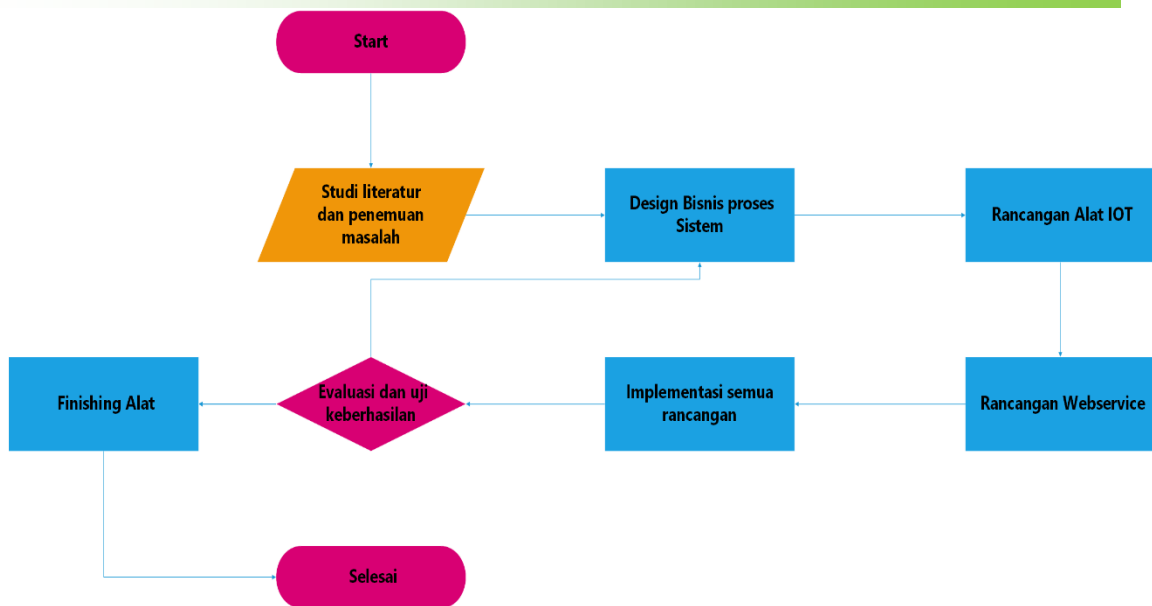 Start
Studi literatur
dan penemuan
masalah
Design Bisnis proses
Sistem
Rancangan Alat IOT
Finishing Alat
Evaluasi dan uji
keberhasilan
Implementasi semua
rancangan
Rancangan Webservice
Selesai